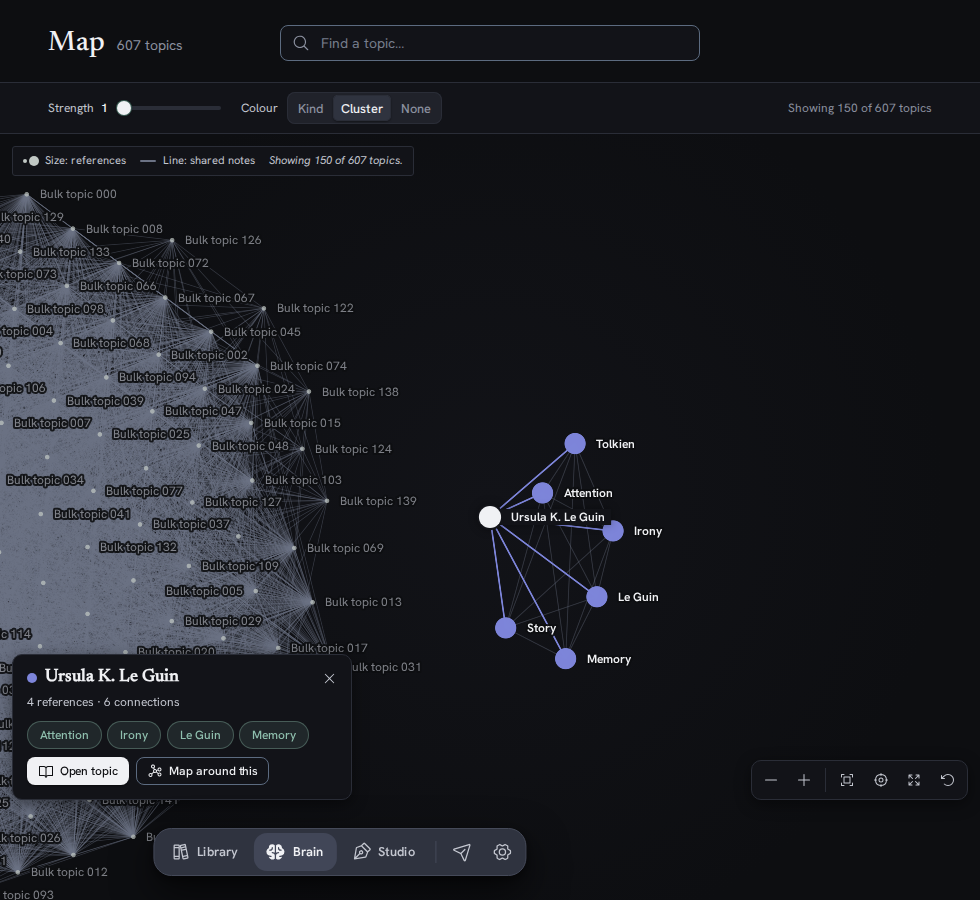 Map 607 topics
Find a topic...
Strength 1
Colour Kind Cluster None
Showing 150 of 607 topics
Size: references Line: shared notes Showing 150 of 607 topics.
Bulk topic 000
lk topic 129
Bulk topic 008
40
Bulk topic 126
Bulk topic 133
Bulk topic 072
k topic 073
Bulk topic 066
Bulk topic 067
Bulk topic 098
Bulk topic 122
topic 004
Bulk topic 045
Bulk topic 068
Bulk topic 002
Bulk topic 074
Bulk topic 094
opic 106
Bulk topic 024
Bulk topic 138
Bulk topic 039
Bulk topic 047
Bulk topic 007
Bulk topic 015
Bulk topic 025
Bulk topic 048
Bulk topic 124
Bulk topic 034
Bulk topic 103
Bulk topic 077
Bulk topic 127
Bulk topic 139
Bulk topic 041
Bulk topic 037
Bulk topic 132
Bulk topic 069
Bulk topic 109
Bulk topic 005
Bulk topic 013
Bulk topic 029
c 114
Bulk topic 017
Bulk topic 020
ulk topic 031
Tolkien
Attention
Ursula K. Le Guin
Irony
Le Guin
Story
Memory
Ursula K. Le Guin
4 references · 6 connections
Attention Irony Le Guin Memory
Open topic Map around this
Bulk topic 141
25
k topic 026
Bulk topic 012
topic 093
Library Brain Studio